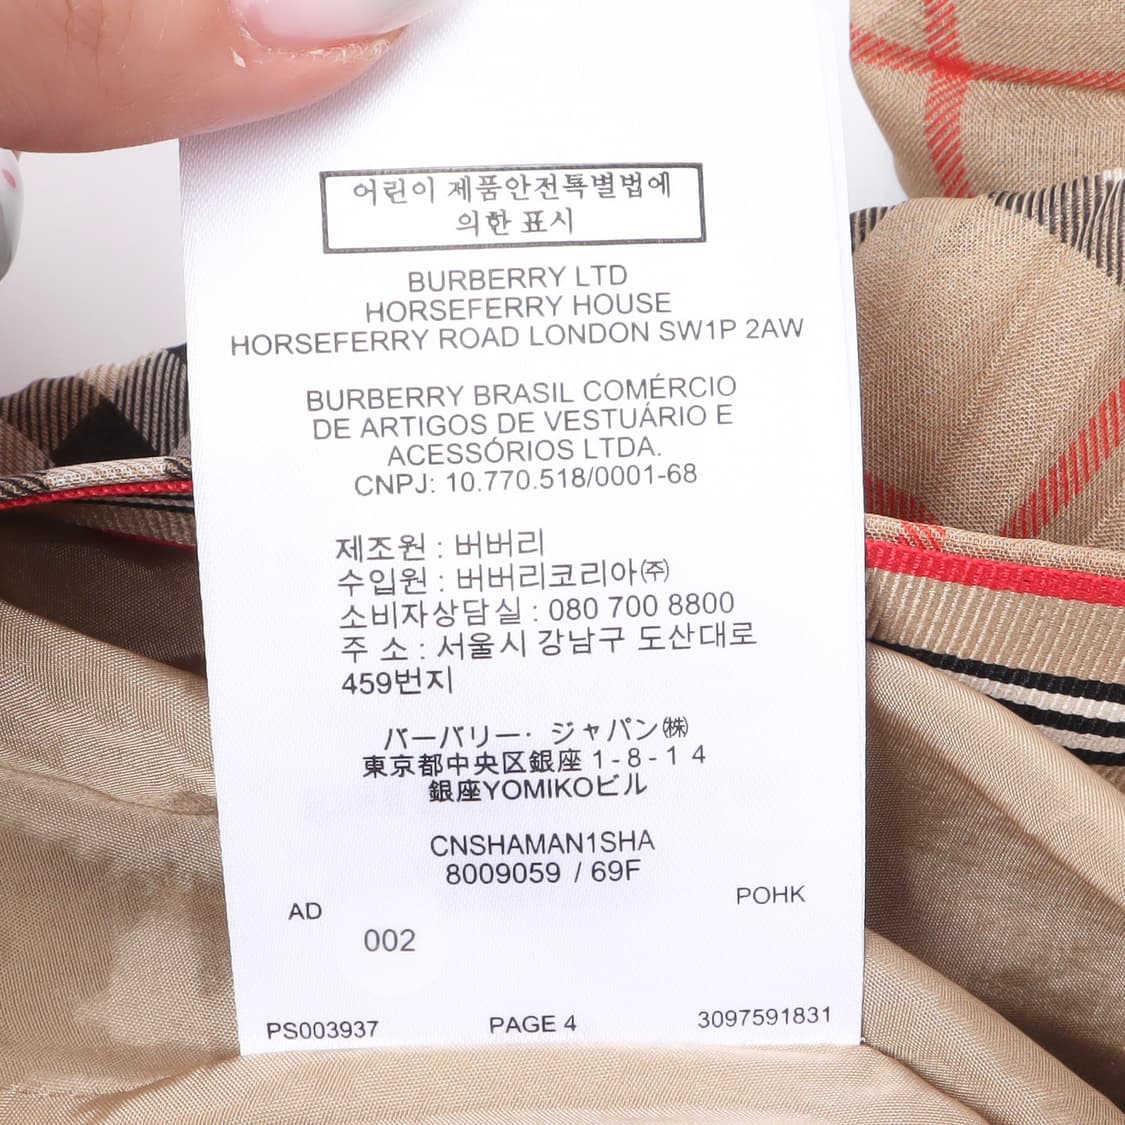 어린이 제품안전특별법에
의한 표시
BURBERRY LTD
HORSEFERRY HOUSE
HORSEFERRY ROAD LONDON SW1P 2AW
BURBERRY BRASIL COMÉRCIO
DE ARTIGOS DE VESTUÁRIO E
ACESSÓRIOS LTDA.
CNPJ: 10.770.518/0001-68
제조원 : 버버리
수입원 : 버버리코리아㈜
소비자상담실 : 080 700 8800
주 소 : 서울시 강남구 도산대로
459번지
バーバリー· ジャパン㈱
東京都中央区銀座 1-8-1 4
銀座YOMIKOビル
CNSHAMAN1SHA
8009059 / 69F
AD
POHK
002
PS003937 PAGE 4 3097591831